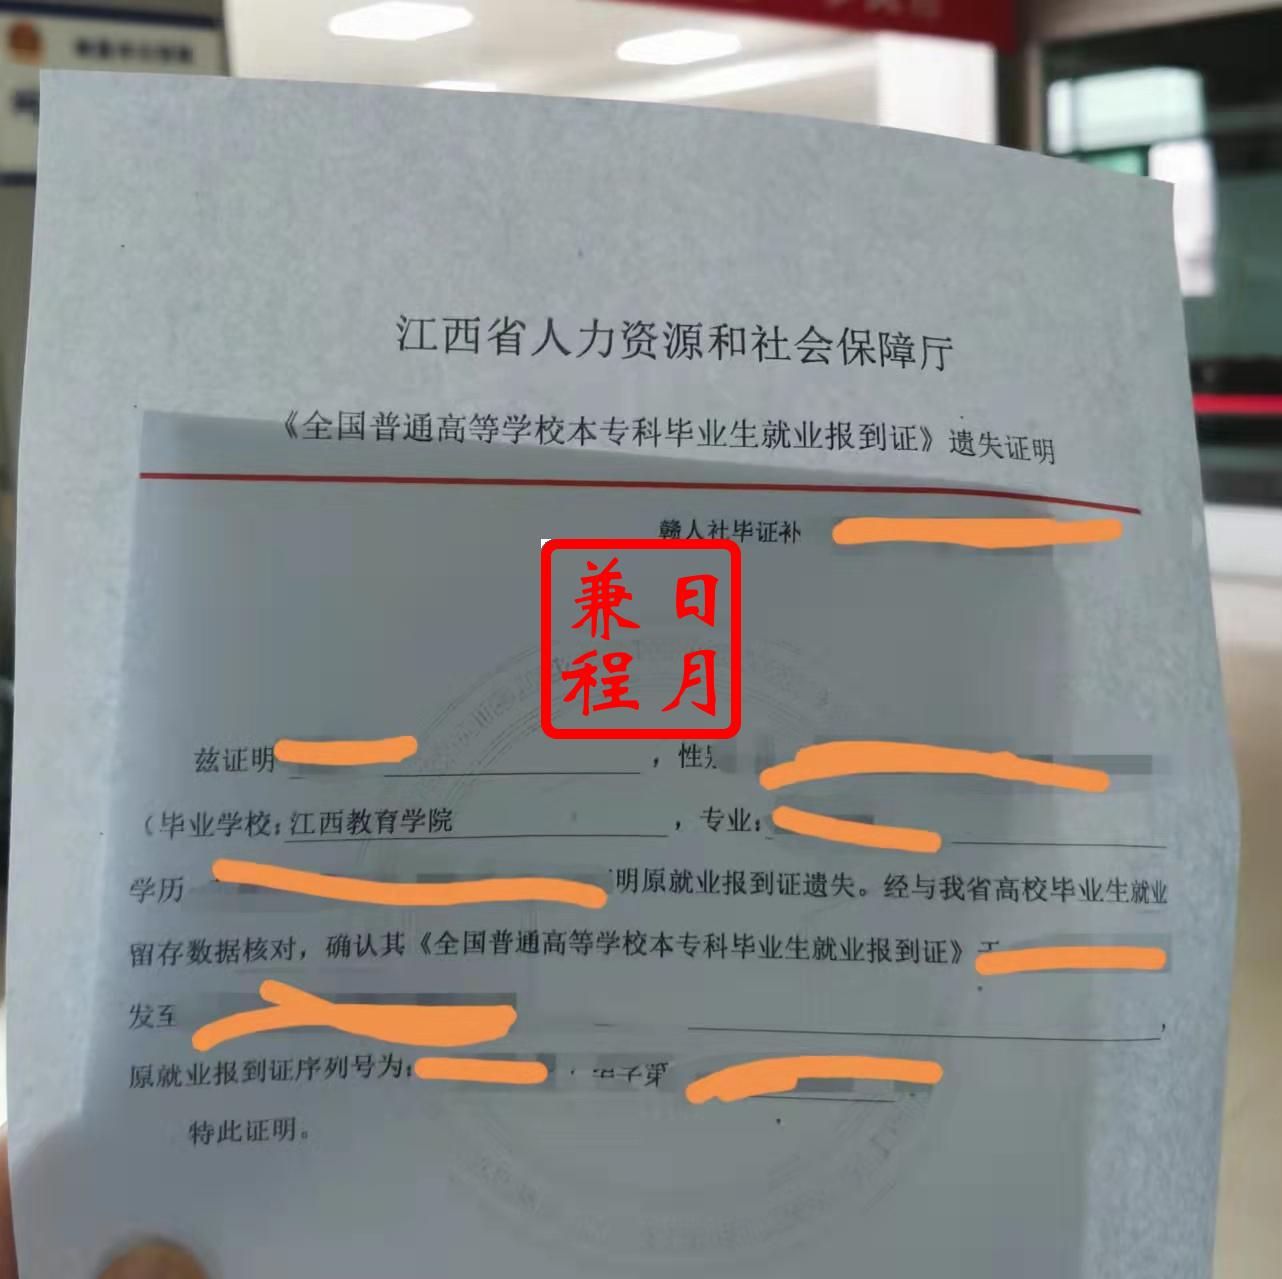 江西省人力资源和社会保障厅
《全国普通高等学校本专科毕业生就业报到证》遗失证明
赣人社毕证补
兼日
程月
兹证明 ，性别
（毕业学校：江西教育学院 ，专业：
学历 明原就业报到证遗失。经与我省高校毕业生就业
留存数据核对，确认其《全国普通高等学校本专科毕业生就业报到证》于
发至 ，
原就业报到证序列号为： 字第
特此证明。